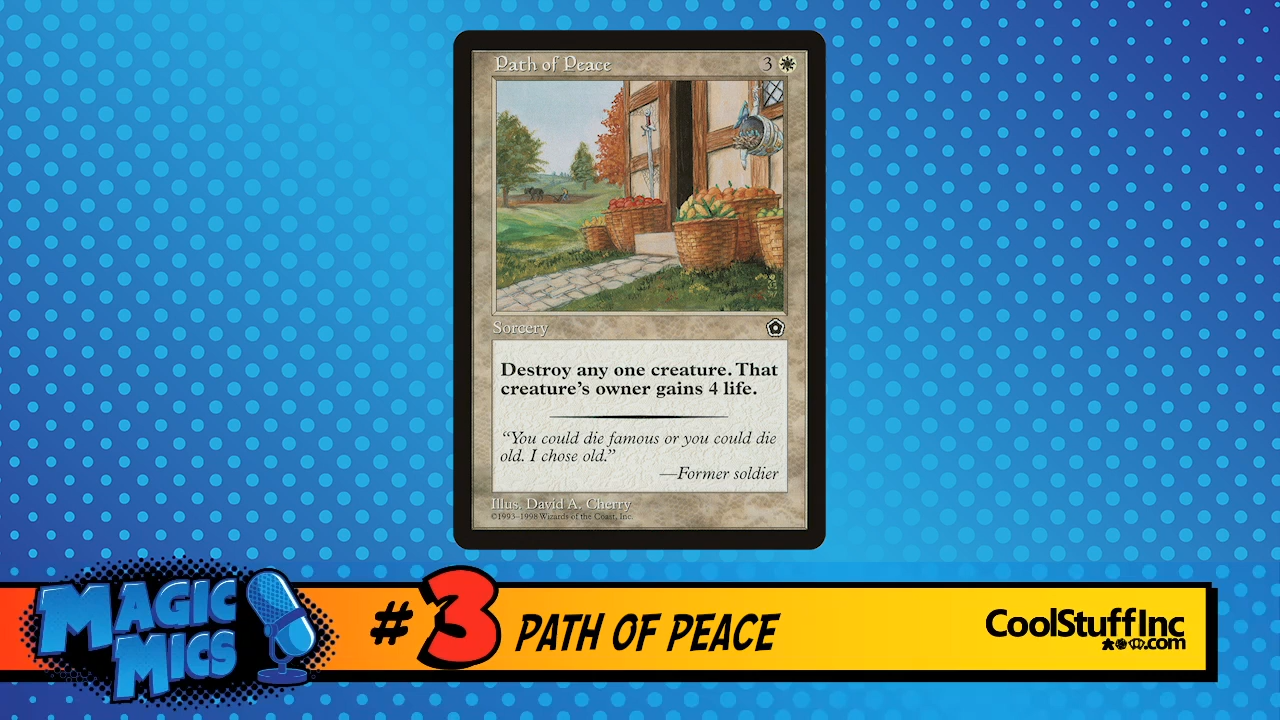 Path of Peace 3
Sorcery
Destroy any one creature. That
creature's owner gains 4 life.
“You could die famous or you could die
old. I chose old.”
—Former soldier
Illus. David A. Cherry
©1993–1998 Wizards of the Coast, Inc.
MAGIC
MICS
#3 PATH OF PEACE
CoolStuffInc
.com